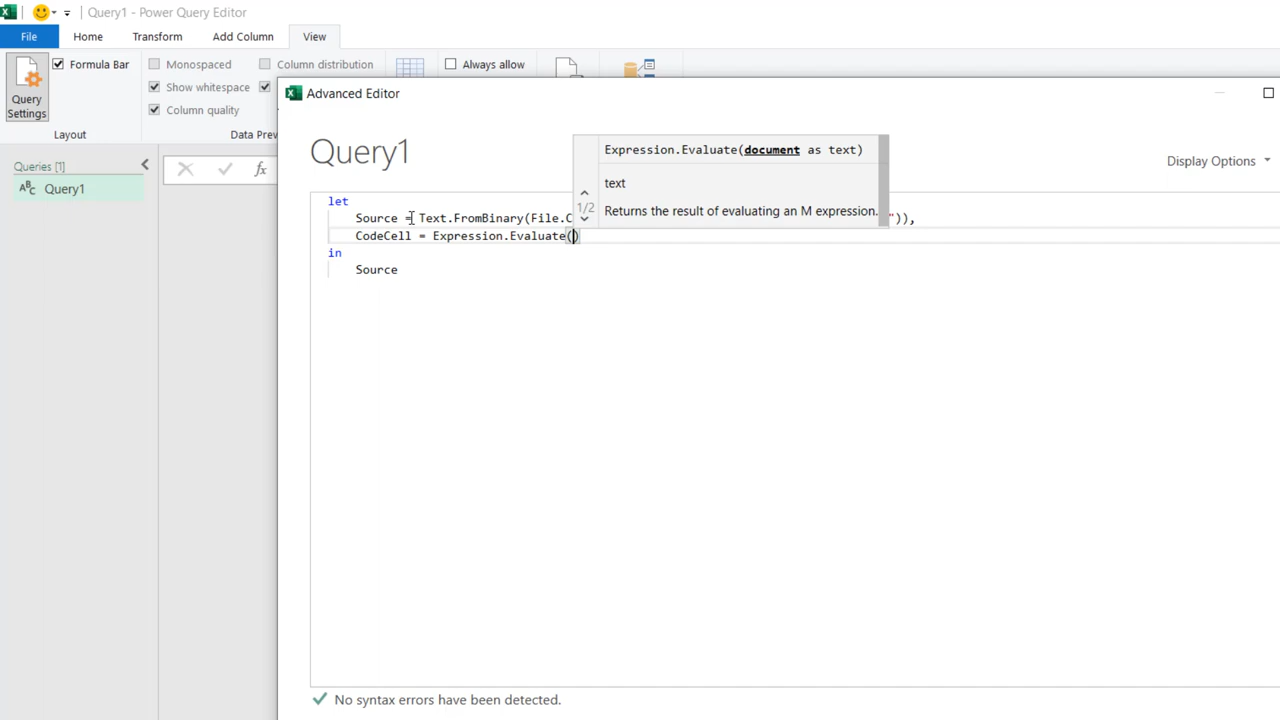 Query1 - Power Query Editor
File Home Transform Add Column View
Formula Bar Monospaced Column distribution Always allow
Show whitespace
Query Settings Column quality
Layout Data Prev
Advanced Editor
Queries [1]
Query1
fx
ABC Query1
Display Options
Expression.Evaluate(document as text)
text
1/2 Returns the result of evaluating an M expression.
let
Source = Text.FromBinary(File.C ")),
CodeCell = Expression.Evaluate()
in
Source
No syntax errors have been detected.